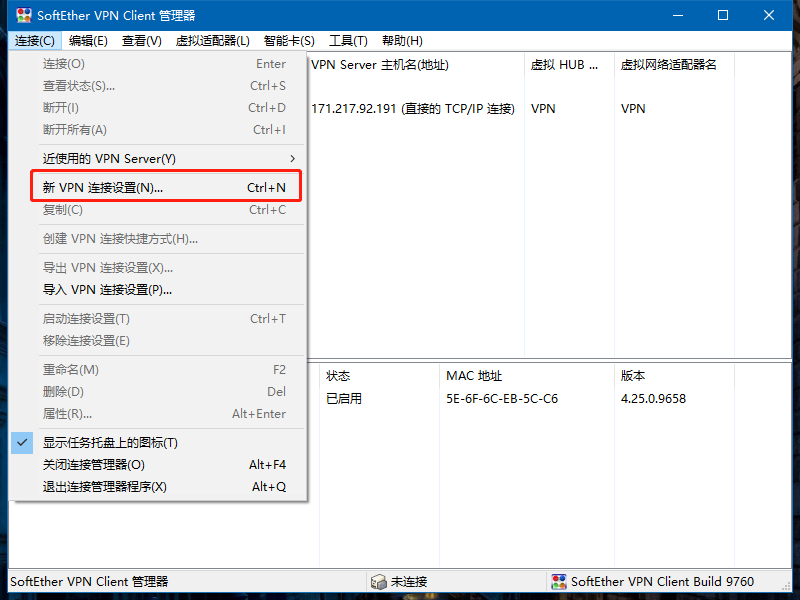 SoftEther VPN Client 管理器
连接(C) 编辑(E) 查看(V) 虚拟适配器(L) 智能卡(S) 工具(T) 帮助(H)
连接(O) Enter
查看状态(S)... Ctrl+S
断开(I) Ctrl+D
断开所有(A) Ctrl+I
近使用的 VPN Server(Y)
新 VPN 连接设置(N)... Ctrl+N
复制(C) Ctrl+C
创建 VPN 连接快捷方式(H)...
导出 VPN 连接设置(X)...
导入 VPN 连接设置(P)...
启动连接设置(T) Ctrl+T
移除连接设置(E)
重命名(M) F2
删除(D) Del
属性(R)... Alt+Enter
显示任务托盘上的图标(T)
关闭连接管理器(O) Alt+F4
退出连接管理器程序(X) Alt+Q
VPN Server 主机名(地址) 虚拟 HUB ... 虚拟网络适配器名
171.217.92.191 (直接的 TCP/IP 连接) VPN VPN
状态 MAC 地址 版本
已启用 5E-6F-6C-EB-5C-C6 4.25.0.9658
SoftEther VPN Client 管理器 未连接 SoftEther VPN Client Build 9760